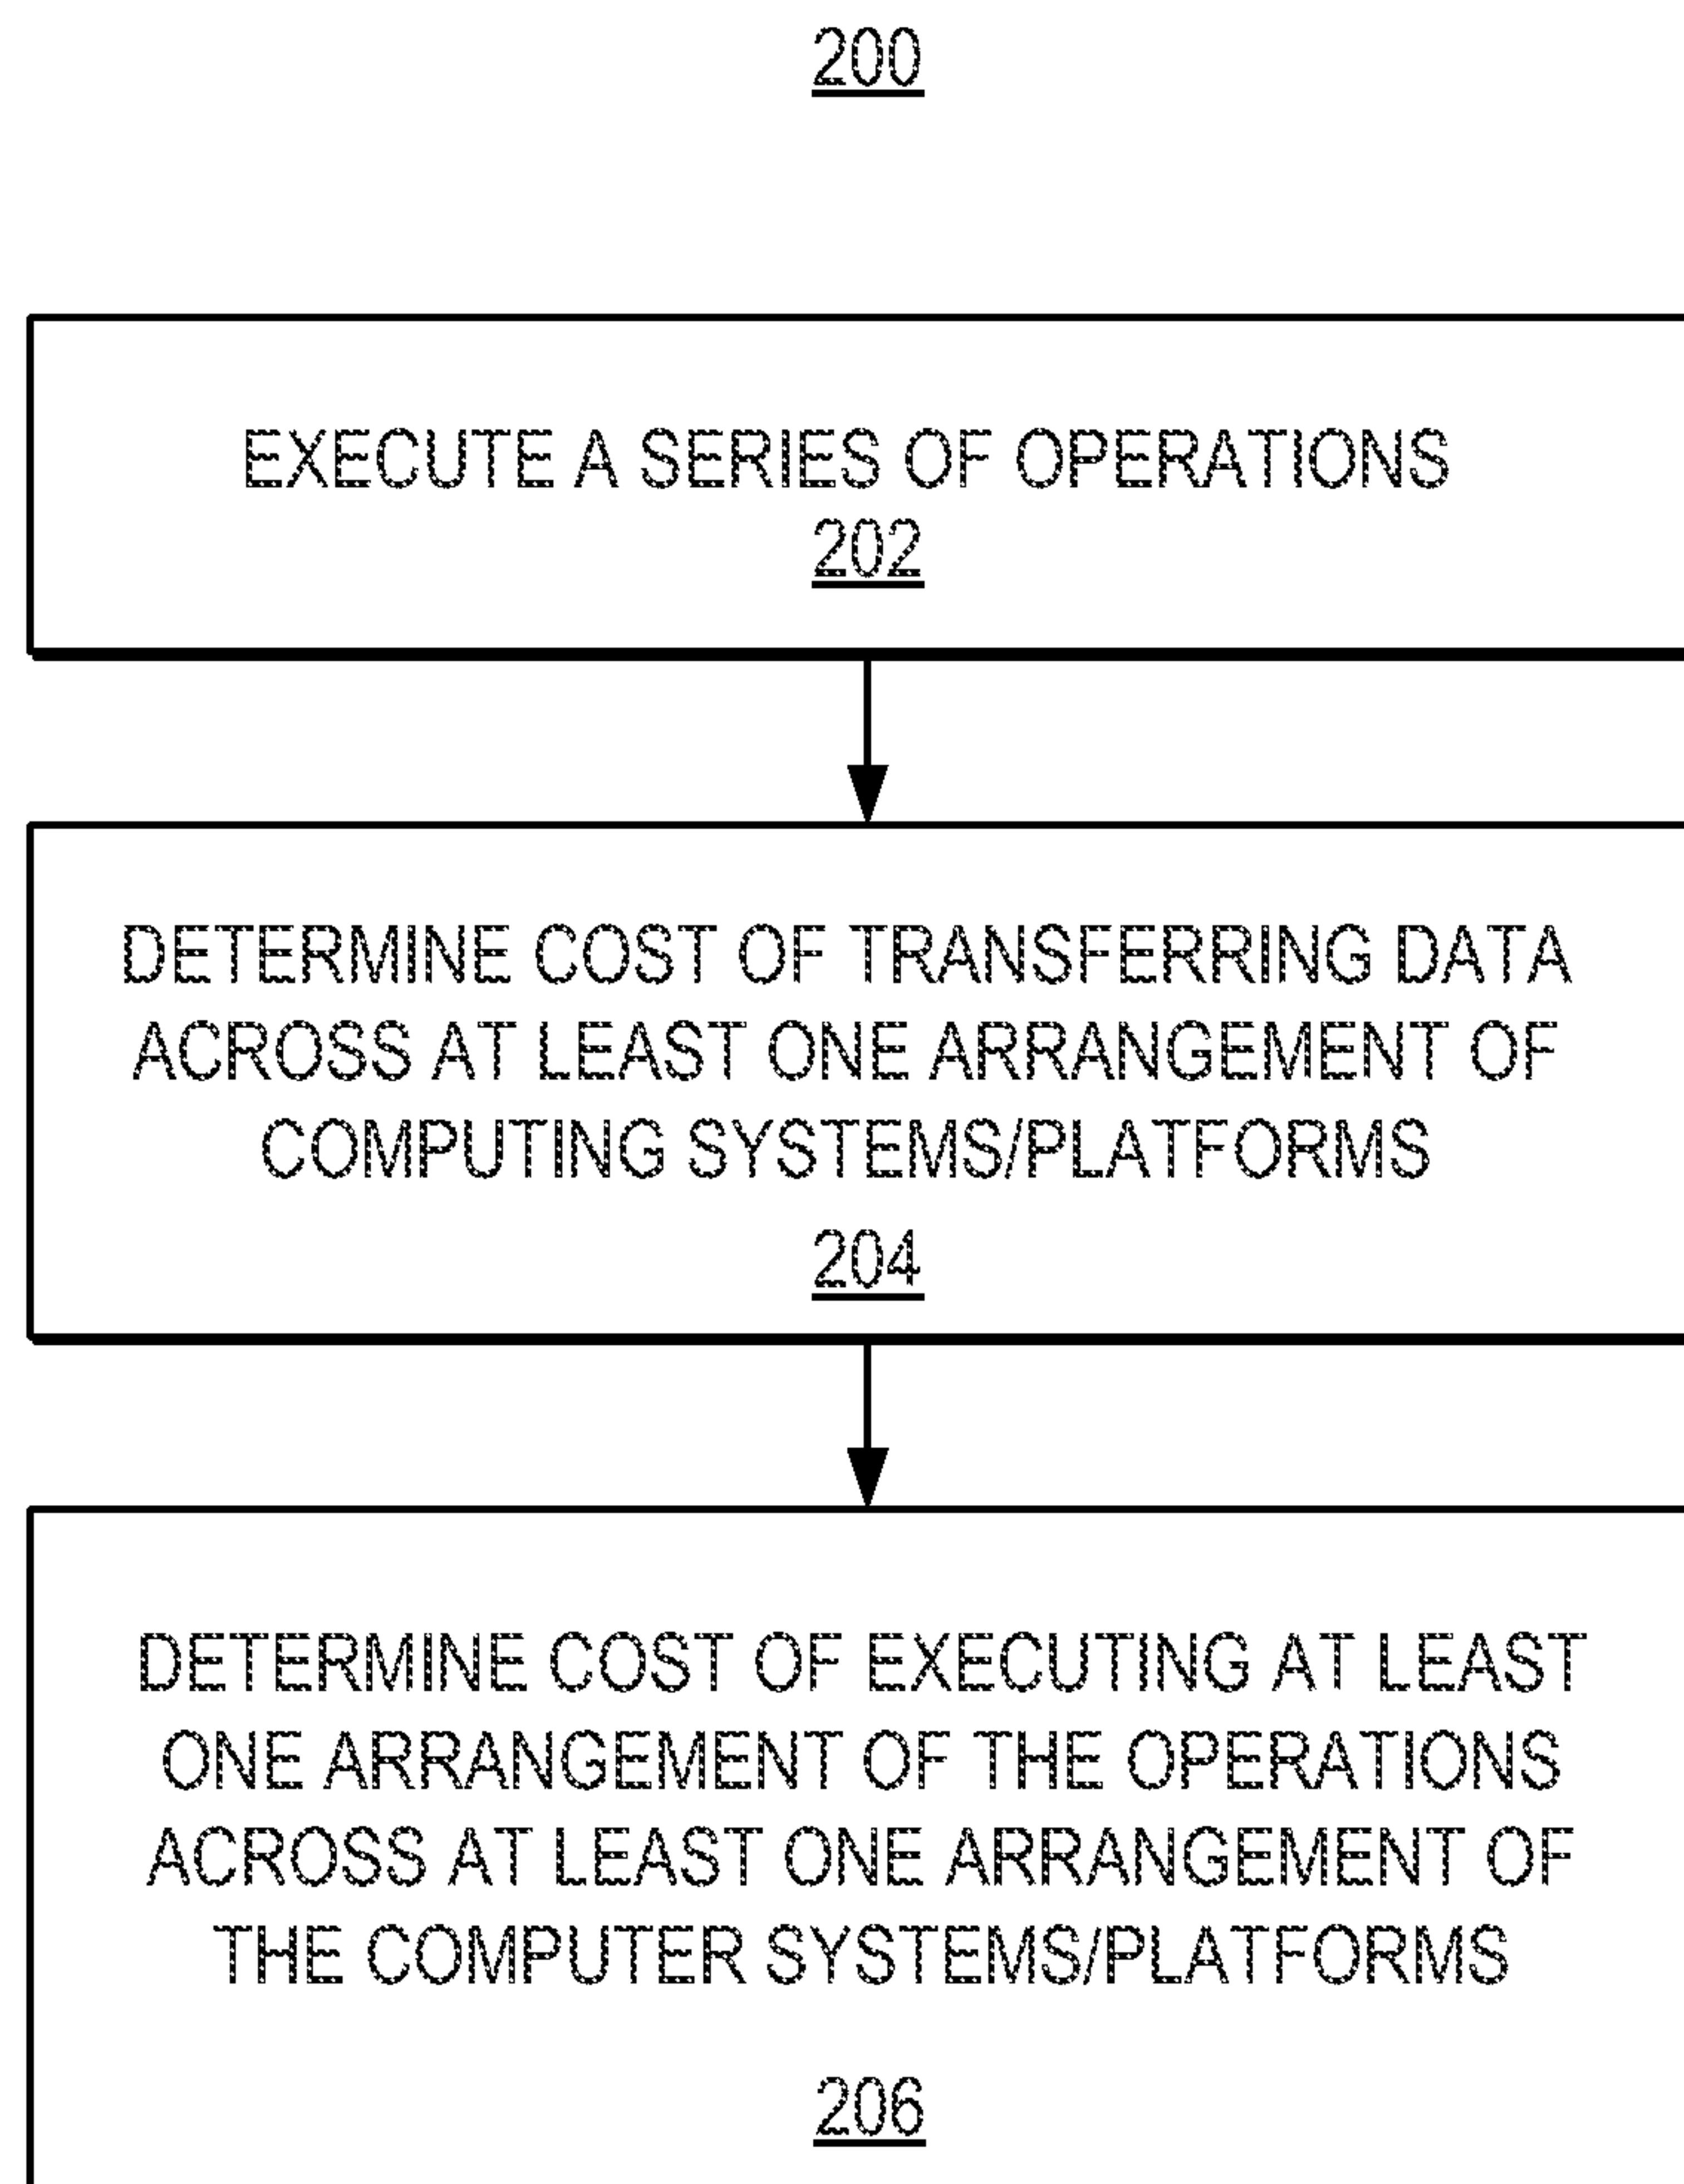 200
EXECUTE A SERIES OF OPERATIONS
202
DETERMINE COST OF TRANSFERRING DATA
ACROSS AT LEAST ONE ARRANGEMENT OF
COMPUTING SYSTEMS/PLATFORMS
204
DETERMINE COST OF EXECUTING AT LEAST
ONE ARRANGEMENT OF THE OPERATIONS
ACROSS AT LEAST ONE ARRANGEMENT OF
THE COMPUTER SYSTEMS/PLATFORMS
206